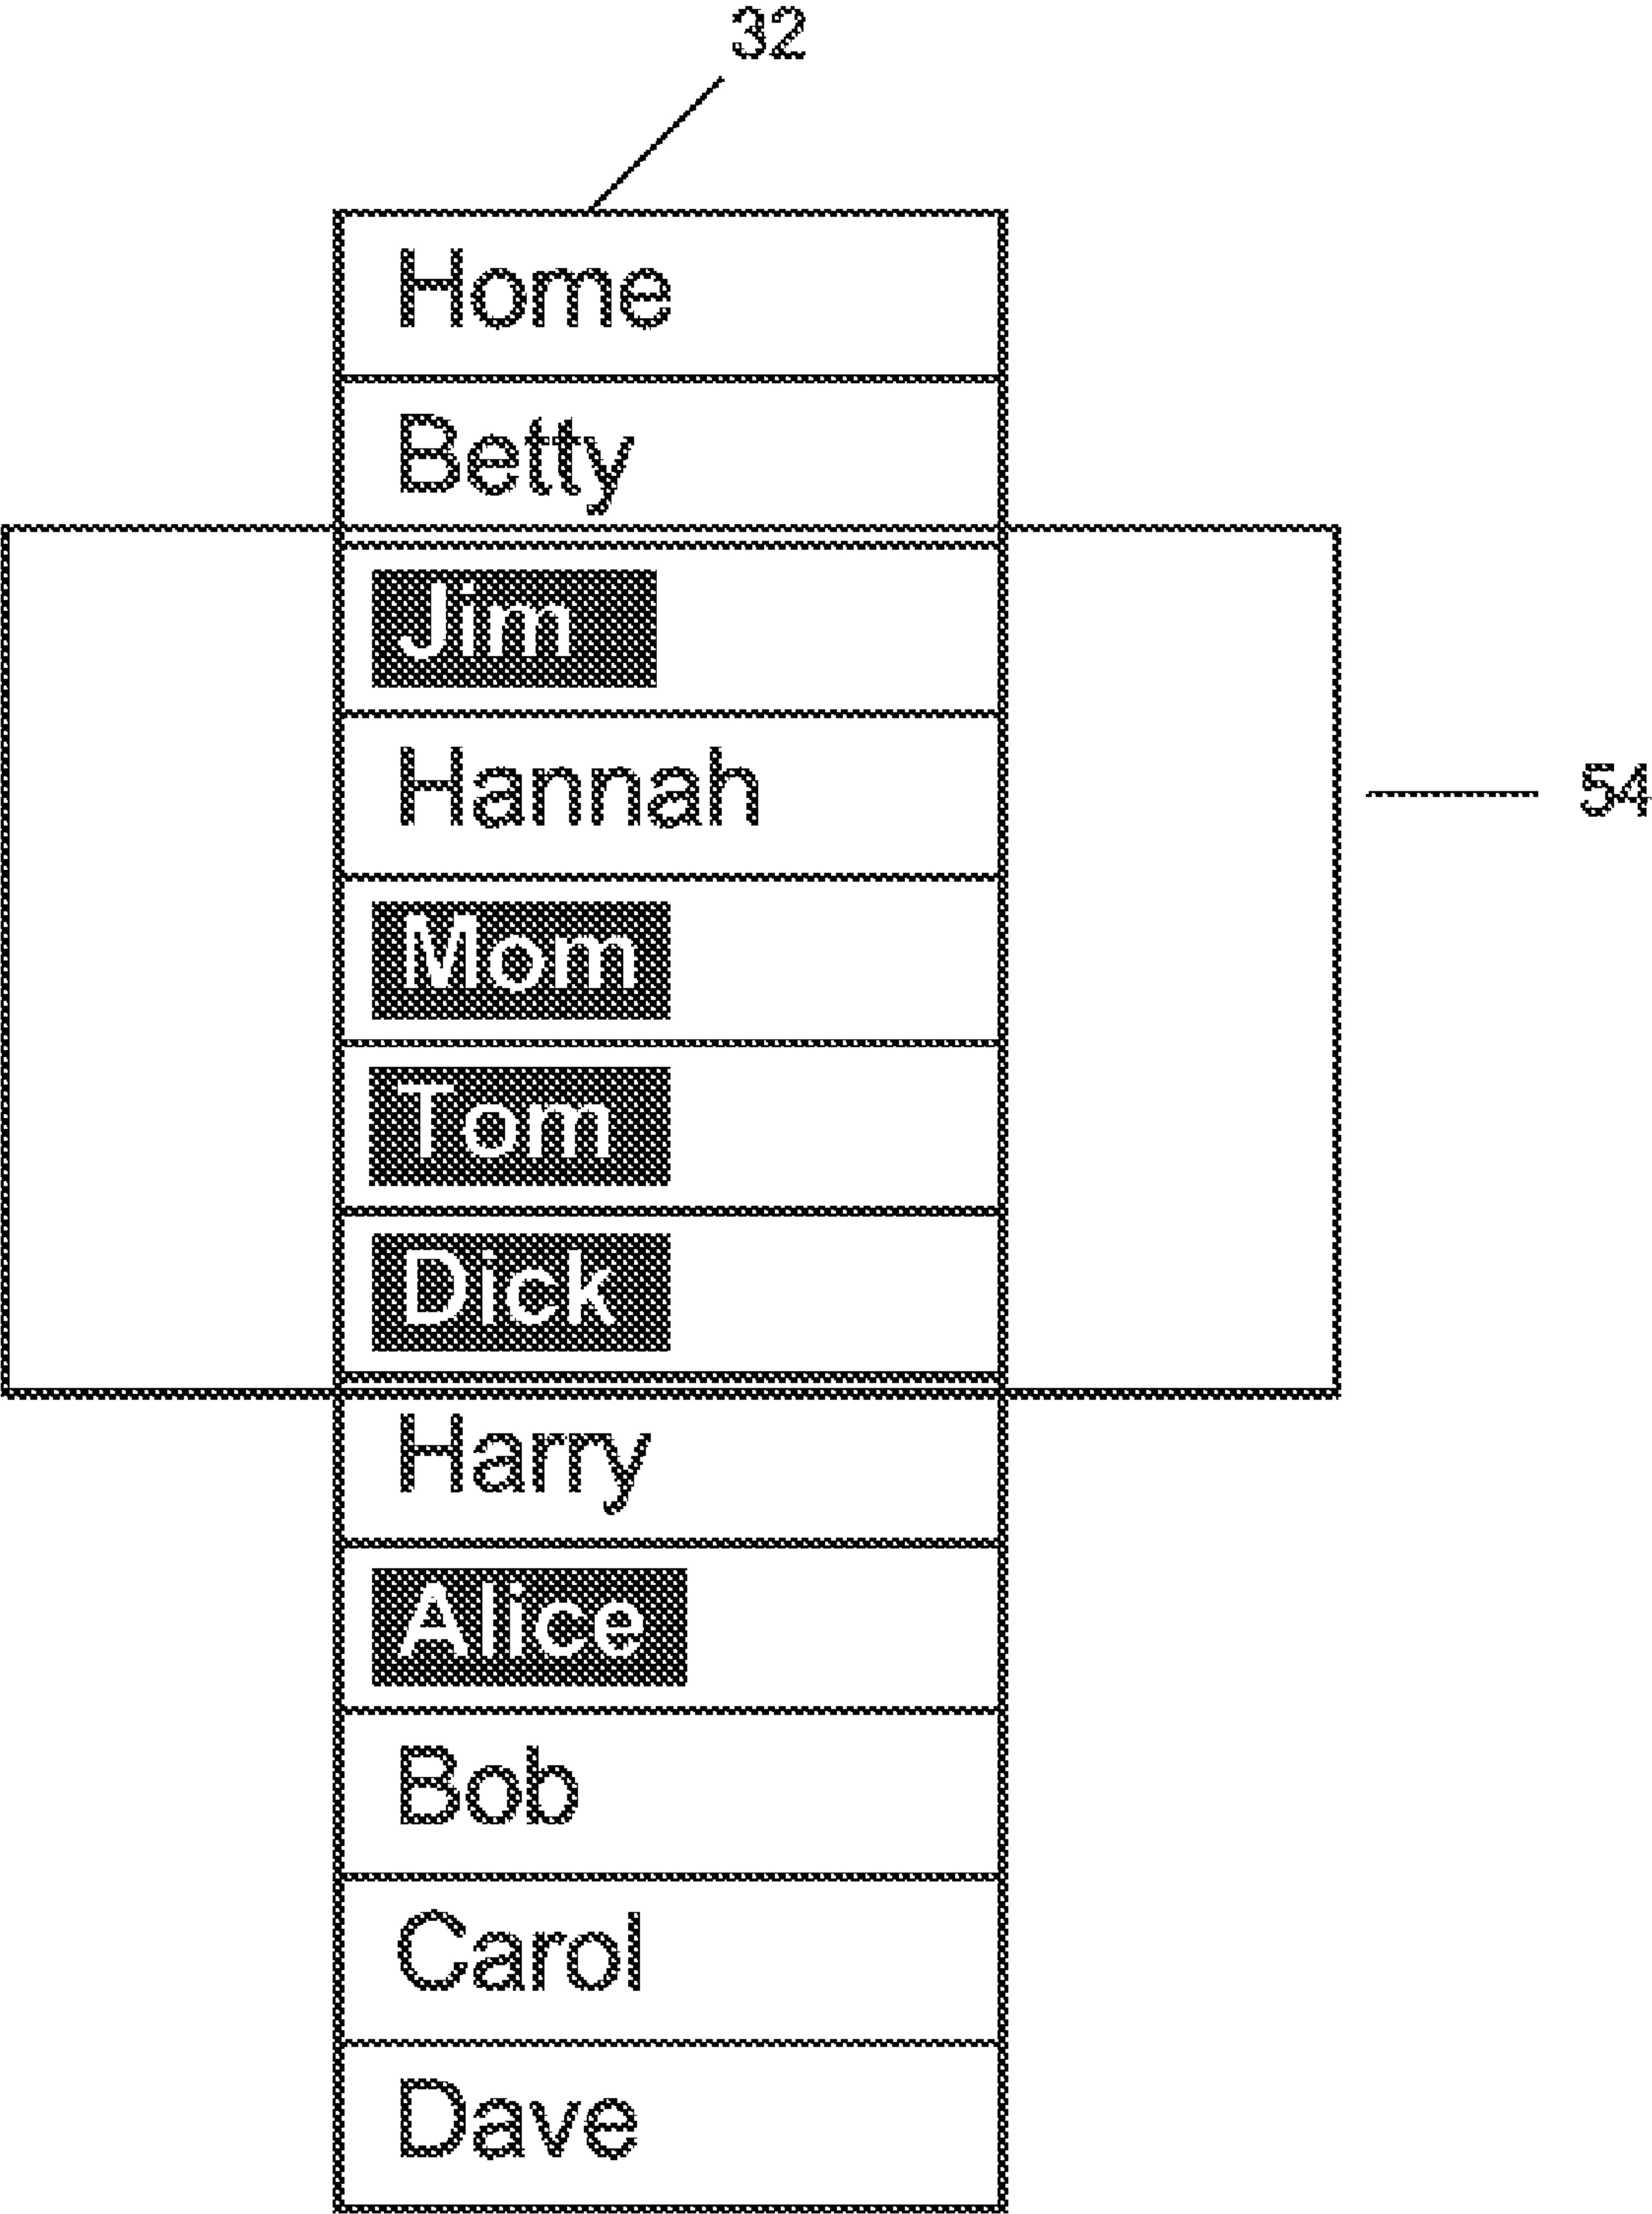 32
Home
Betty
Jim
Hannah
54
Mom
Tom
Dick
Harry
Alice
Bob
Carol
Dave